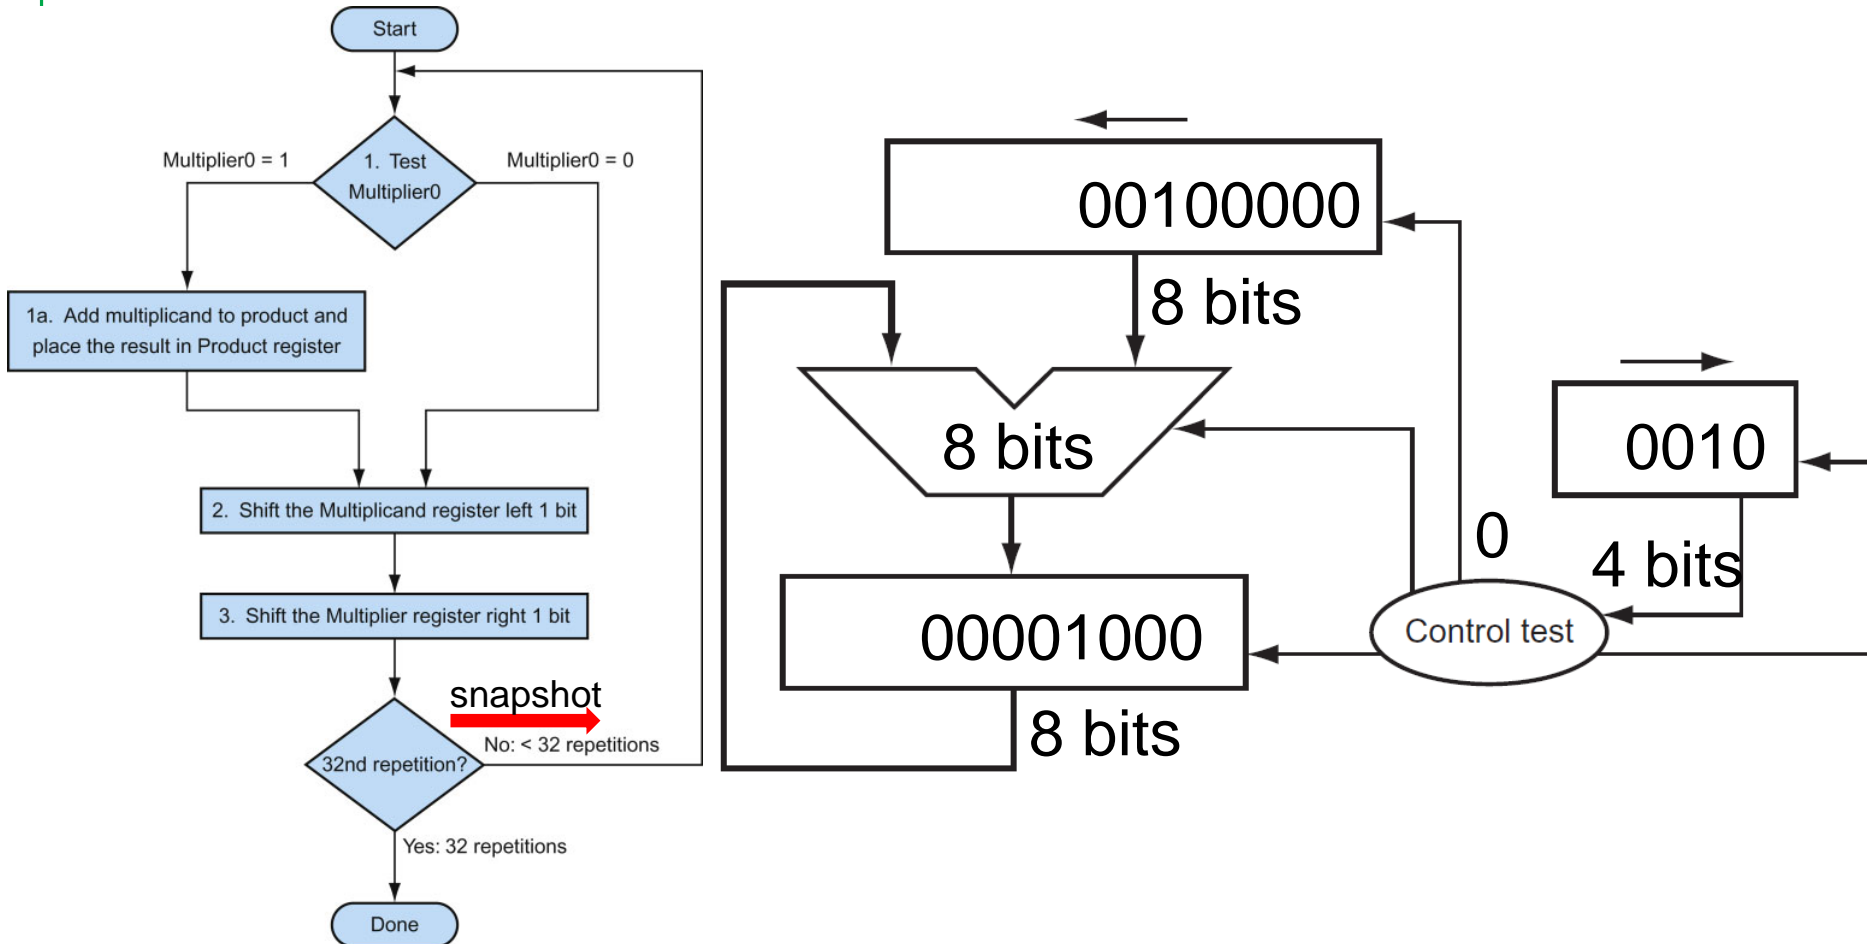 Start
Multiplier0 = 1
1. Test
Multiplier0
Multiplier0 = 0
1a. Add multiplicand to product and
place the result in Product register
2. Shift the Multiplicand register left 1 bit
3. Shift the Multiplier register right 1 bit
snapshot
32nd repetition?
No: < 32 repetitions
Yes: 32 repetitions
Done
00100000
8 bits
8 bits
0010
0
4 bits
Control test
00001000
8 bits